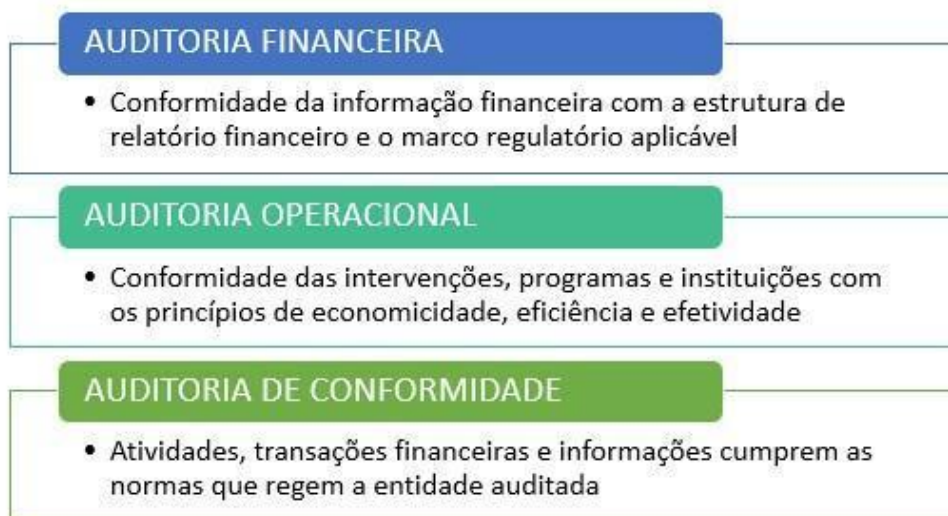 AUDITORIA FINANCEIRA
• Conformidade da informação financeira com a estrutura de
relatório financeiro e o marco regulatório aplicável
AUDITORIA OPERACIONAL
• Conformidade das intervenções, programas e instituições com
os princípios de economicidade, eficiência e efetividade
AUDITORIA DE CONFORMIDADE
• Atividades, transações financeiras e informações cumprem as
normas que regem a entidade auditada